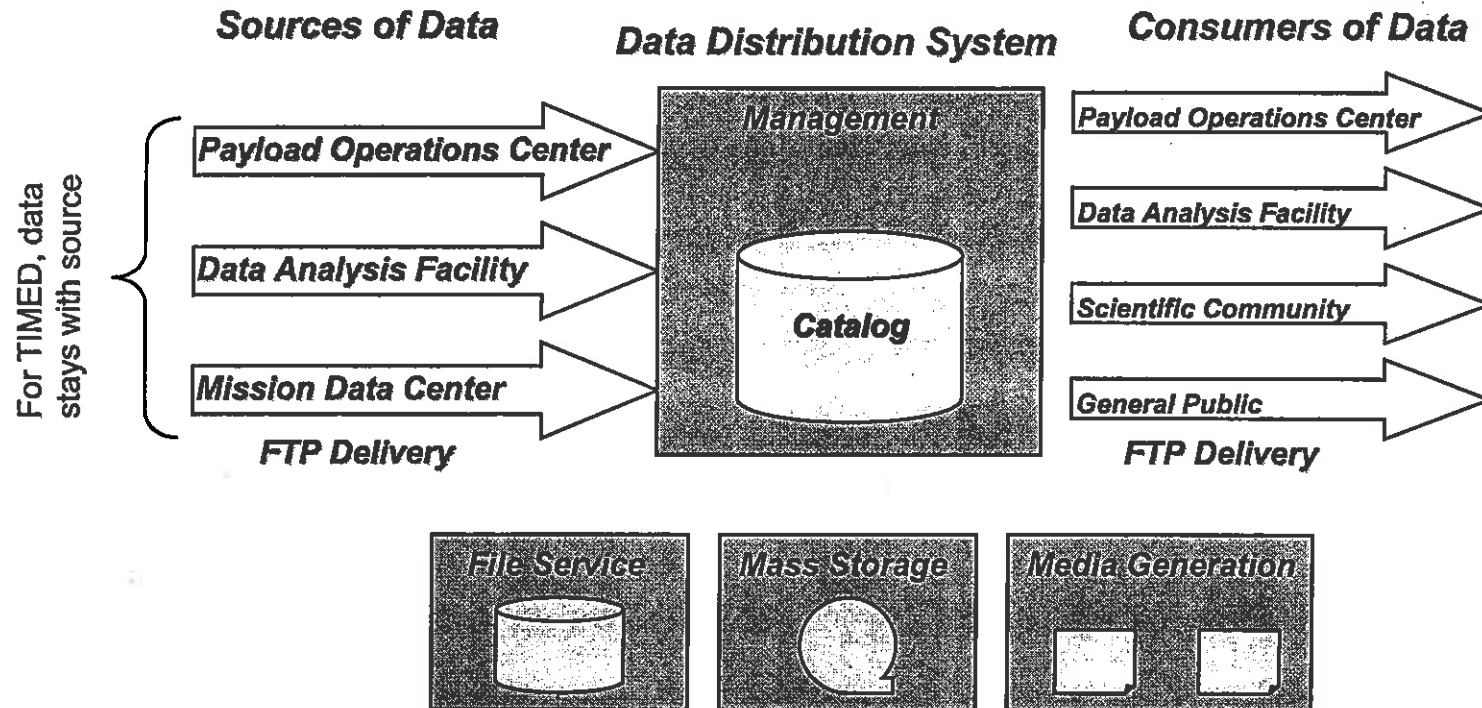 Sources of Data
Data Distribution System
Consumers of Data
For TIMED, data
stays with source
Payload Operations Center
Data Analysis Facility
Mission Data Center
FTP Delivery
Management
Catalog
Payload Operations Center
Data Analysis Facility
Scientific Community
General Public
FTP Delivery
File Service
Mass Storage
Media Generation